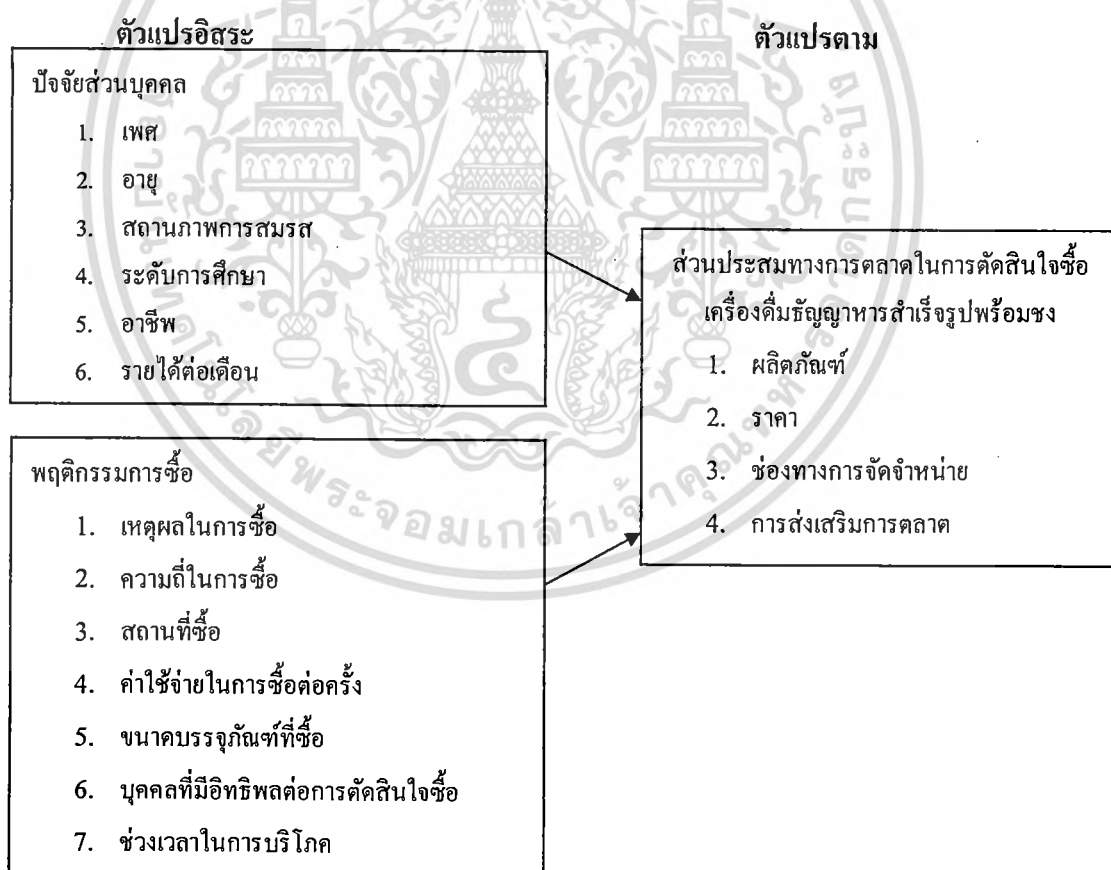 ตัวแปรอิสระ
ปัจจัยส่วนบุคคล
1. เพศ
2. อายุ
3. สถานภาพการสมรส
4. ระดับการศึกษา
5. อาชีพ
6. รายได้ต่อเดือน
พฤติกรรมการซื้อ
1. เหตุผลในการซื้อ
2. ความถี่ในการซื้อ
3. สถานที่ซื้อ
4. ค่าใช้จ่ายในการซื้อต่อครั้ง
5. ขนาดบรรจุภัณฑ์ที่ซื้อ
6. บุคคลที่มีอิทธิพลต่อการตัดสินใจซื้อ
7. ช่วงเวลาในการบริโภค
ตัวแปรตาม
ส่วนประสมทางการตลาดในการตัดสินใจซื้อ
เครื่องดื่มธัญญาหารสำเร็จรูปพร้อมชง
1. ผลิตภัณฑ์
2. ราคา
3. ช่องทางการจัดจำหน่าย
4. การส่งเสริมการตลาด